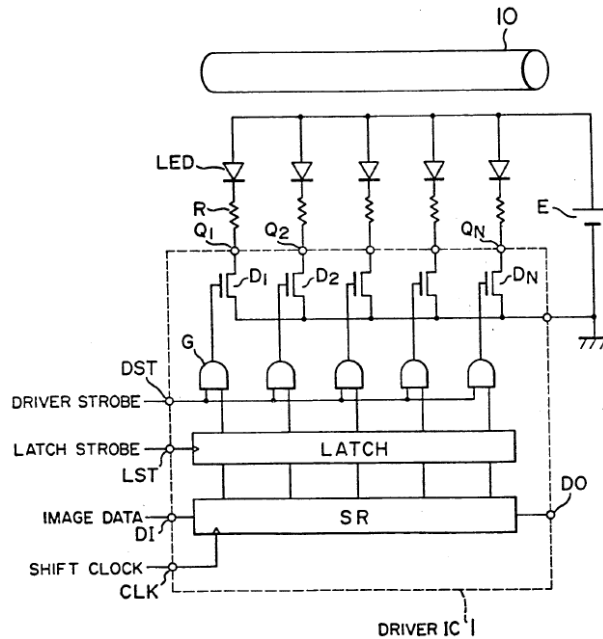 10
LED
R
E
Q1
Q2
QN
D1
D2
DN
G
DST
DRIVER STROBE
LATCH STROBE
LATCH
LST
DO
IMAGE DATA
SR
DI
SHIFT CLOCK
CLK
DRIVER IC 1